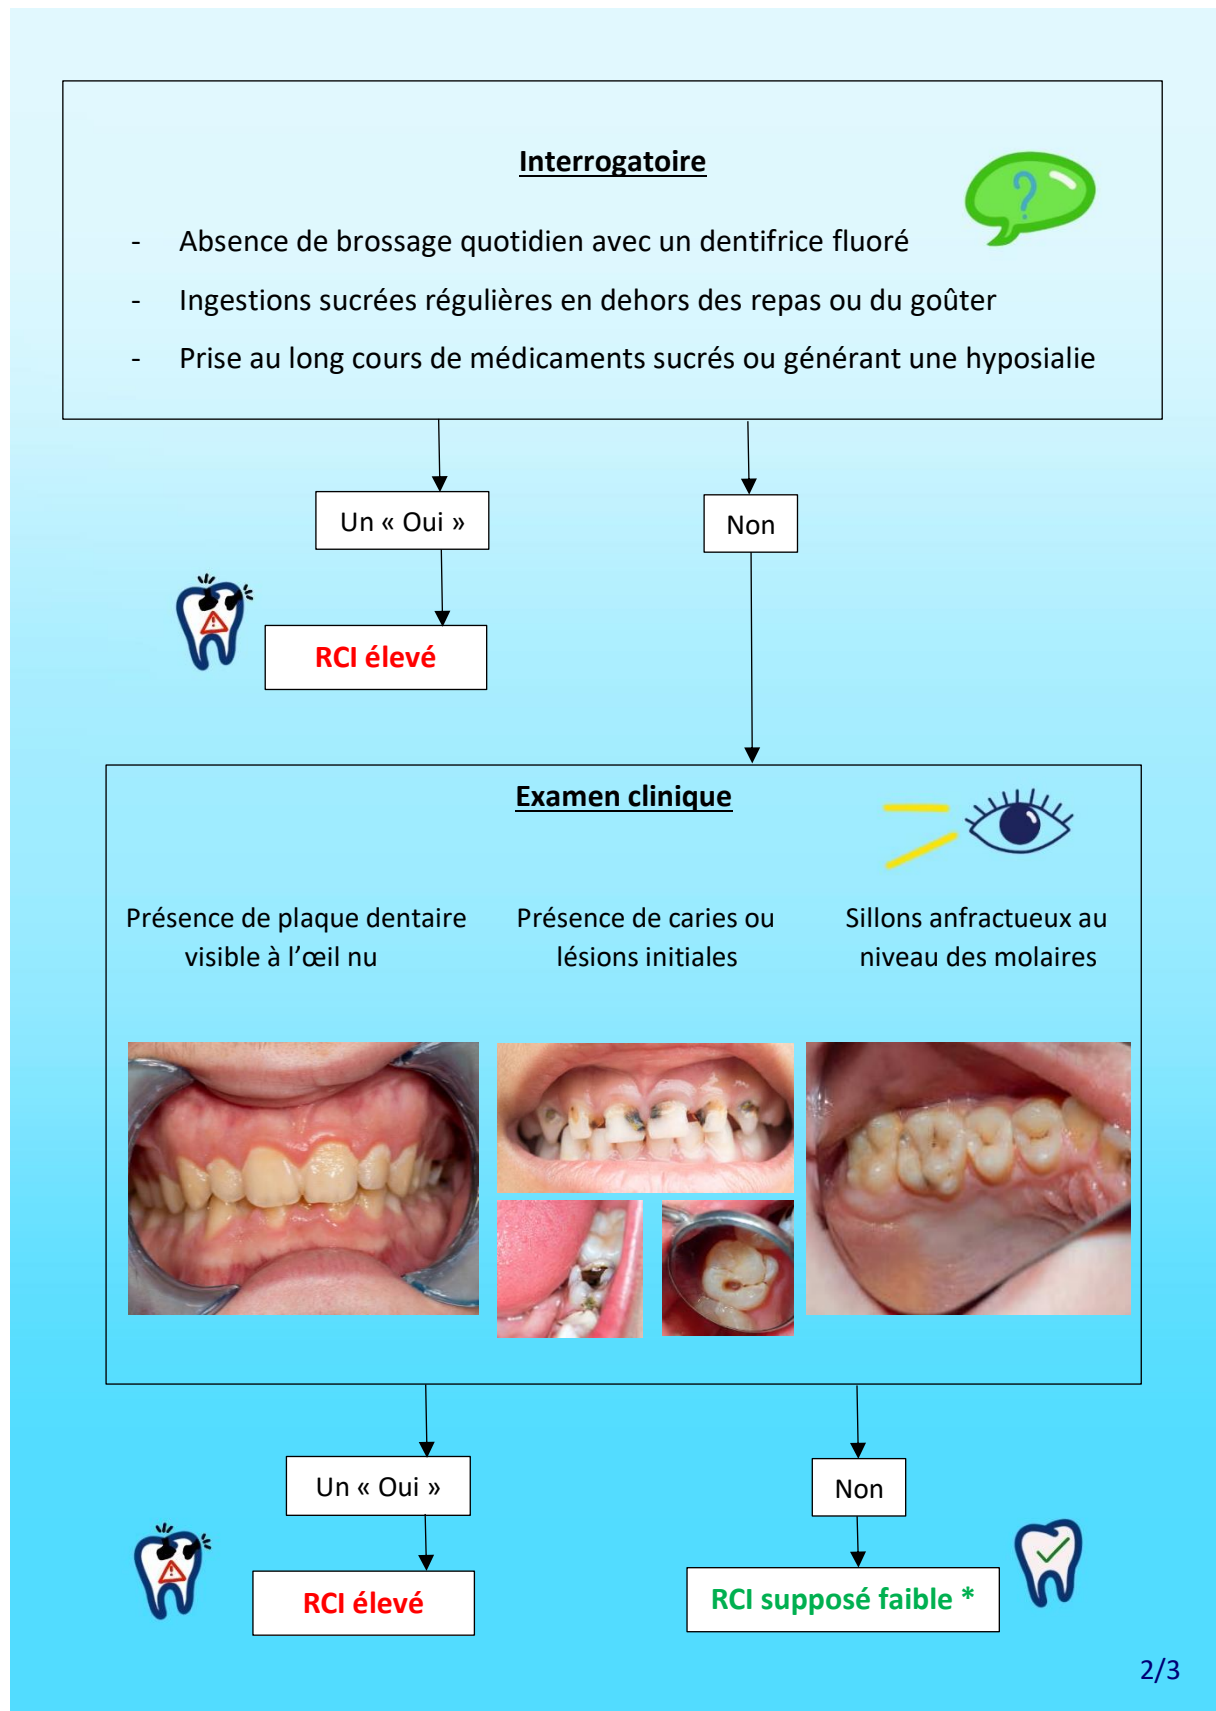 Interrogatoire
?
- Absence de brossage quotidien avec un dentifrice fluoré
- Ingestions sucrées régulières en dehors des repas ou du goûter
- Prise au long cours de médicaments sucrés ou générant une hyposialie
Un « Oui »
Non
RCI élevé
Examen clinique
Présence de plaque dentaire
visible à l’œil nu
Présence de caries ou
lésions initiales
Sillons anfractueux au
niveau des molaires
Un « Oui »
Non
RCI élevé
RCI supposé faible *
2/3